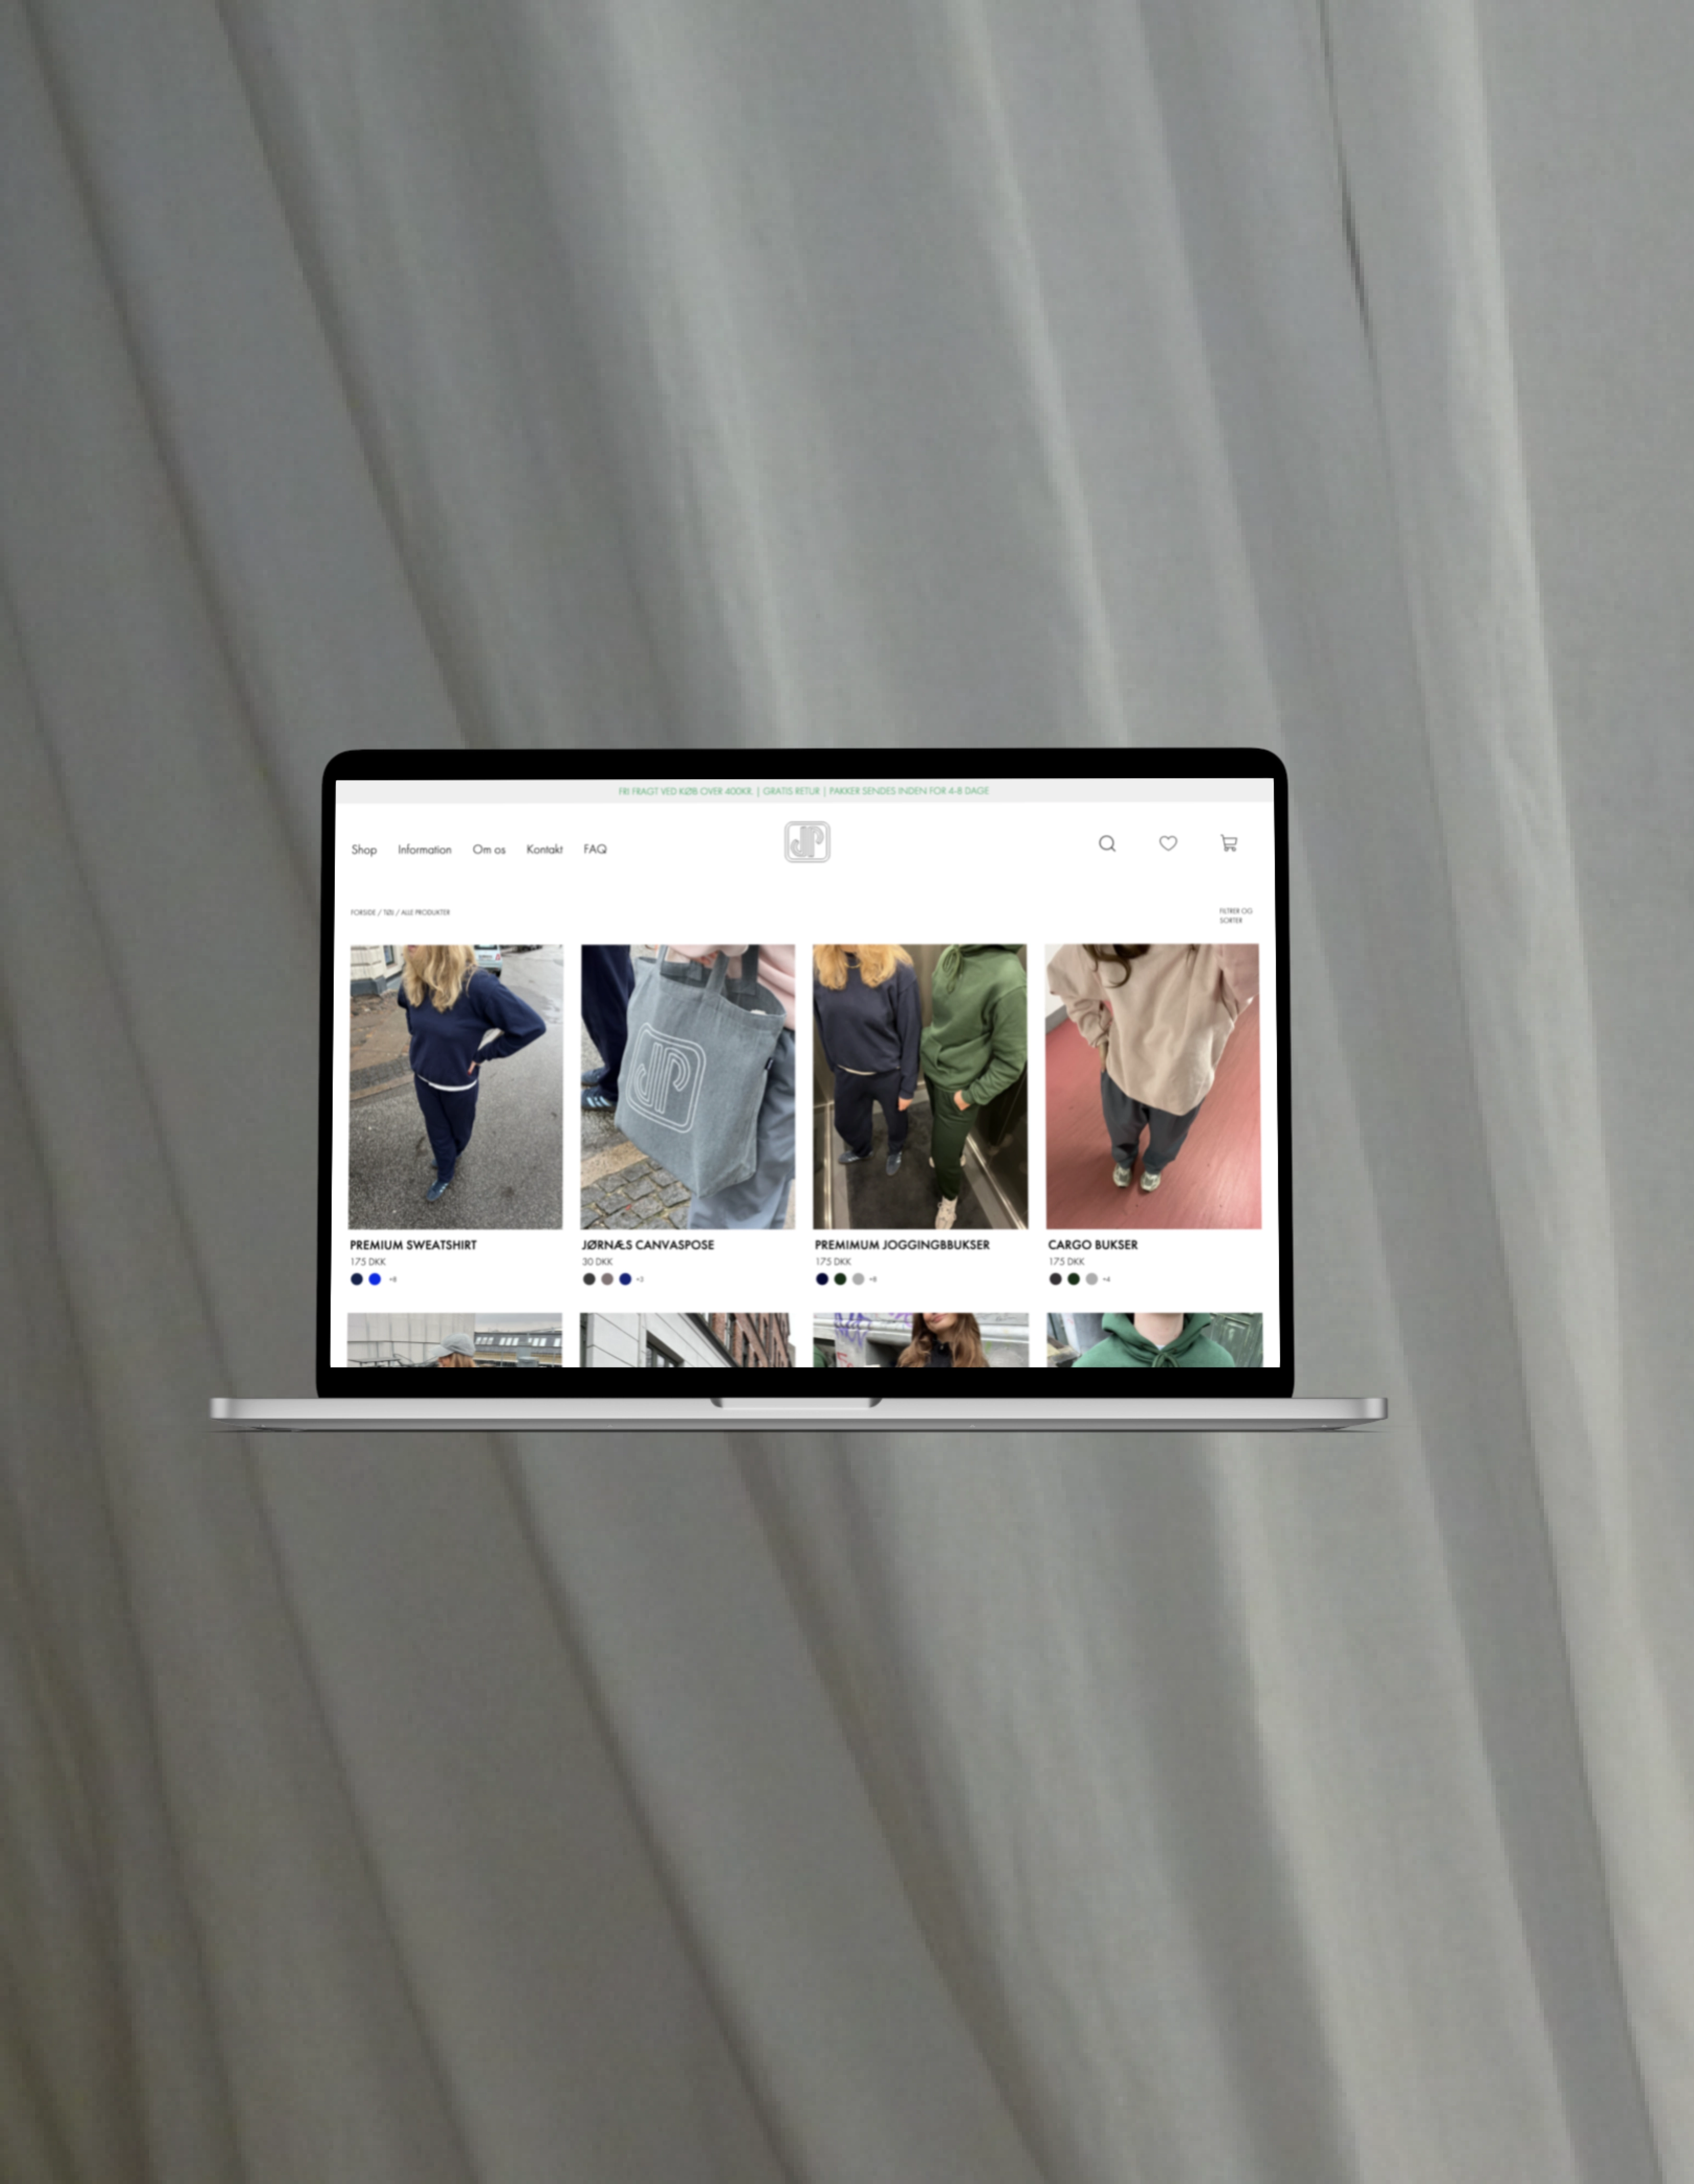 FRI FRAGT VED KØB OVER 400KR. | GRATIS RETUR | PAKKER SENDES INDEN FOR 4-8 DAGE
Shop Information Om os Kontakt FAQ
JP
FORSIDE / TØJ / ALLE PRODUKTER
FILTRER OG
SORTER
JP
PREMIUM SWEATSHIRT
175 DKK
+8
JØRNÆS CANVASPOSE
30 DKK
+3
PREMIMUM JOGGINGBBUKSER
175 DKK
+8
CARGO BUKSER
175 DKK
+4